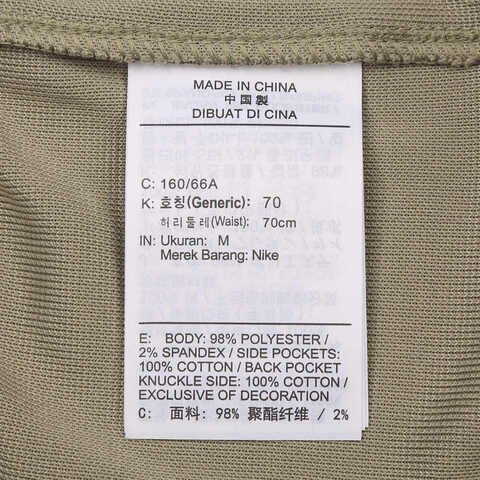 MADE IN CHINA
中国製
DIBUAT DI CINA
C: 160/66A
K: 호칭(Generic): 70
허리둘레(Waist): 70cm
IN: Ukuran: M
Merek Barang: Nike
E: BODY: 98% POLYESTER /
2% SPANDEX / SIDE POCKETS:
100% COTTON / BACK POCKET
KNUCKLE SIDE: 100% COTTON /
EXCLUSIVE OF DECORATION
C: 面料: 98% 聚酯纤维 / 2%